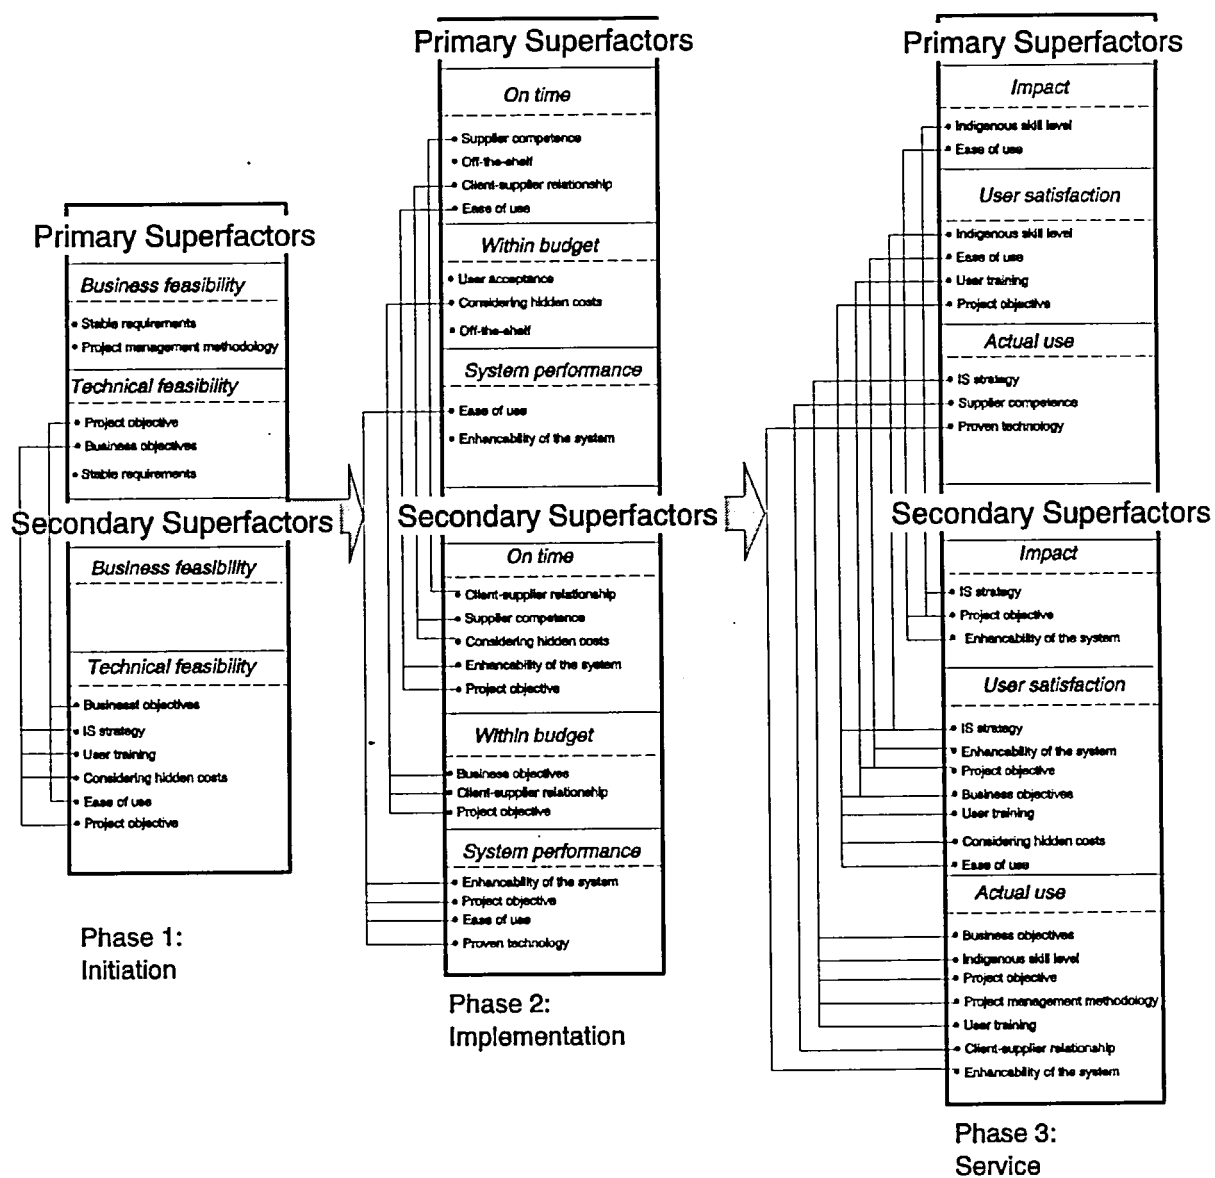 Primary Superfactors
Business feasibility
• Stable requirements
• Project management methodology
Technical feasibility
• Project objective
• Business objectives
• Stable requirements
Secondary Superfactors
Business feasibility
Technical feasibility
• Businesst objectives
• IS strategy
• User training
• Considering hidden costs
• Ease of use
• Project objective
Phase 1:
Initiation
Primary Superfactors
On time
• Supplier competence
• Off-the-shelf
• Client-supplier relationship
• Ease of use
Within budget
• User acceptance
• Considering hidden costs
• Off-the-shelf
System performance
• Ease of use
• Enhancability of the system
Secondary Superfactors
On time
• Client-supplier relationship
• Supplier competence
• Considering hidden costs
• Enhancability of the system
• Project objective
Within budget
• Business objectives
• Client-supplier relationship
• Project objective
System performance
• Enhancability of the system
• Project objective
• Ease of use
• Proven technology
Phase 2:
Implementation
Primary Superfactors
Impact
• Indigenous skill level
• Ease of use
User satisfaction
• Indigenous skill level
• Ease of use
• User training
• Project objective
Actual use
• IS strategy
• Supplier competence
• Proven technology
Secondary Superfactors
Impact
• IS strategy
• Project objective
• Enhancability of the system
User satisfaction
• IS strategy
• Enhancability of the system
• Project objective
• Business objectives
• User training
• Considering hidden costs
• Ease of use
Actual use
• Business objectives
• Indigenous skill level
• Project objective
• Project management methodology
• User training
• Client-supplier relationship
• Enhancability of the system
Phase 3:
Service